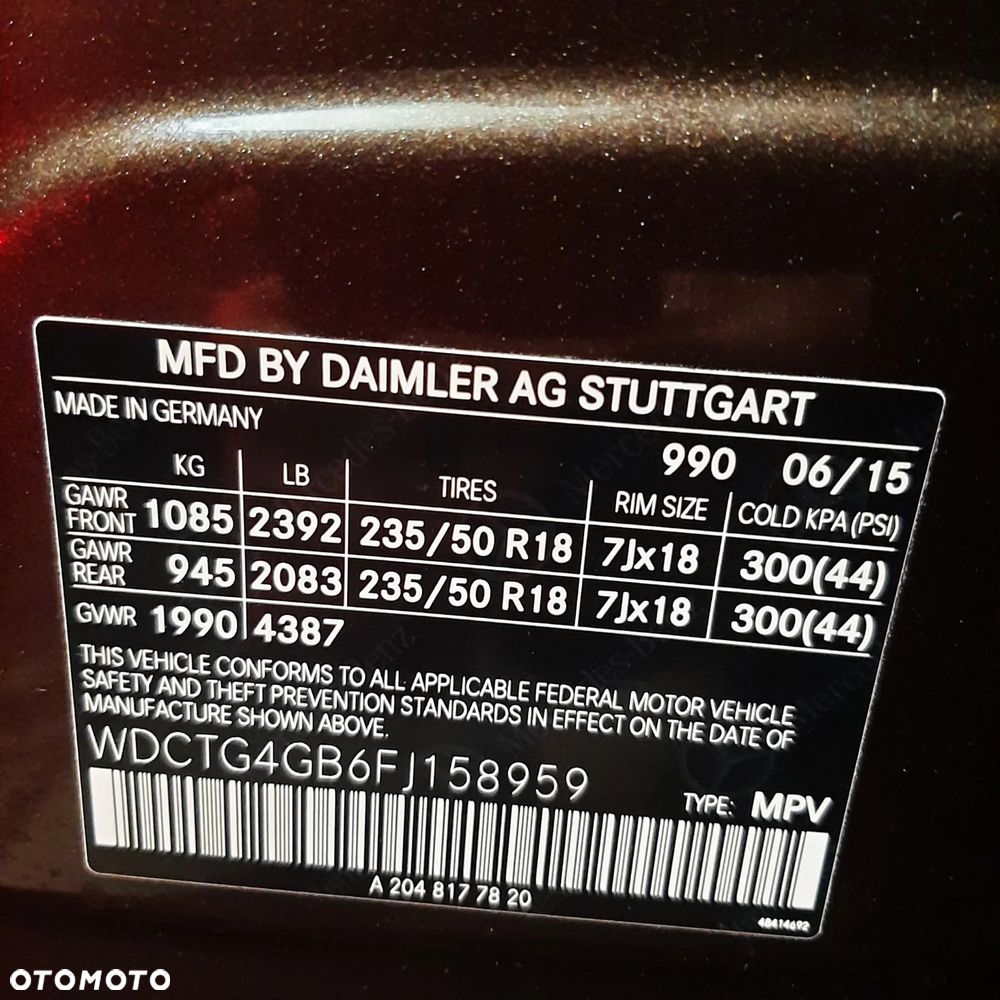 MFD BY DAIMLER AG STUTTGART
MADE IN GERMANY
990 06/15
KG LB TIRES RIM SIZE COLD KPA (PSI)
GAWR FRONT 1085 2392 235/50 R18 7Jx18 300(44)
GAWR REAR 945 2083 235/50 R18 7Jx18 300(44)
GVWR 1990 4387
THIS VEHICLE CONFORMS TO ALL APPLICABLE FEDERAL MOTOR VEHICLE
SAFETY AND THEFT PREVENTION STANDARDS IN EFFECT ON THE DATE OF
MANUFACTURE SHOWN ABOVE.
WDCTG4GB6FJ158959
TYPE: MPV
A 204 817 78 20
48414692
OTOMOTO